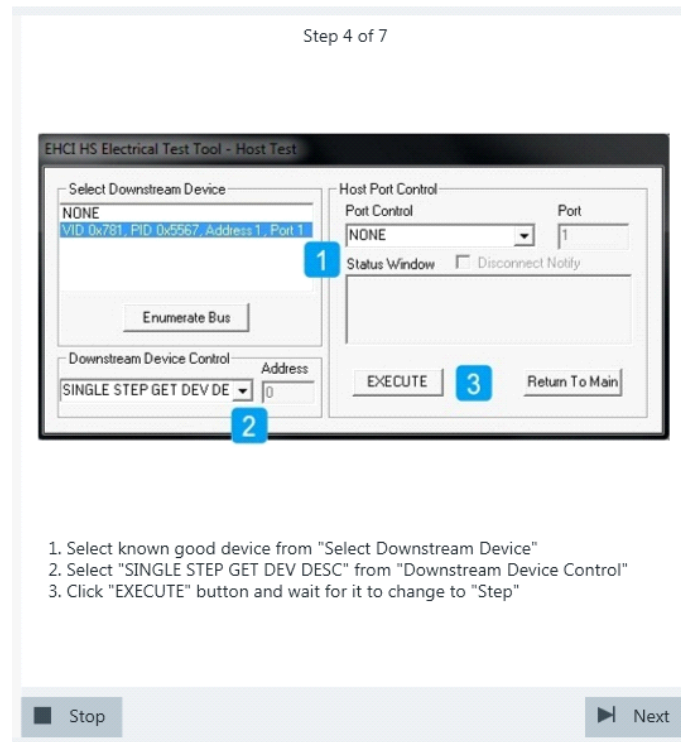 Step 4 of 7
EHCI HS Electrical Test Tool - Host Test
Select Downstream Device
NONE
VID 0x781, PID 0x5567, Address 1, Port 1
1
Enumerate Bus
Downstream Device Control
Address
SINGLE STEP GET DEV DE
0
2
Host Port Control
Port Control
Port
NONE
1
Status Window
Disconnect Notify
EXECUTE
3
Return To Main
1. Select known good device from "Select Downstream Device"
2. Select "SINGLE STEP GET DEV DESC" from "Downstream Device Control"
3. Click "EXECUTE" button and wait for it to change to "Step"
Stop
Next